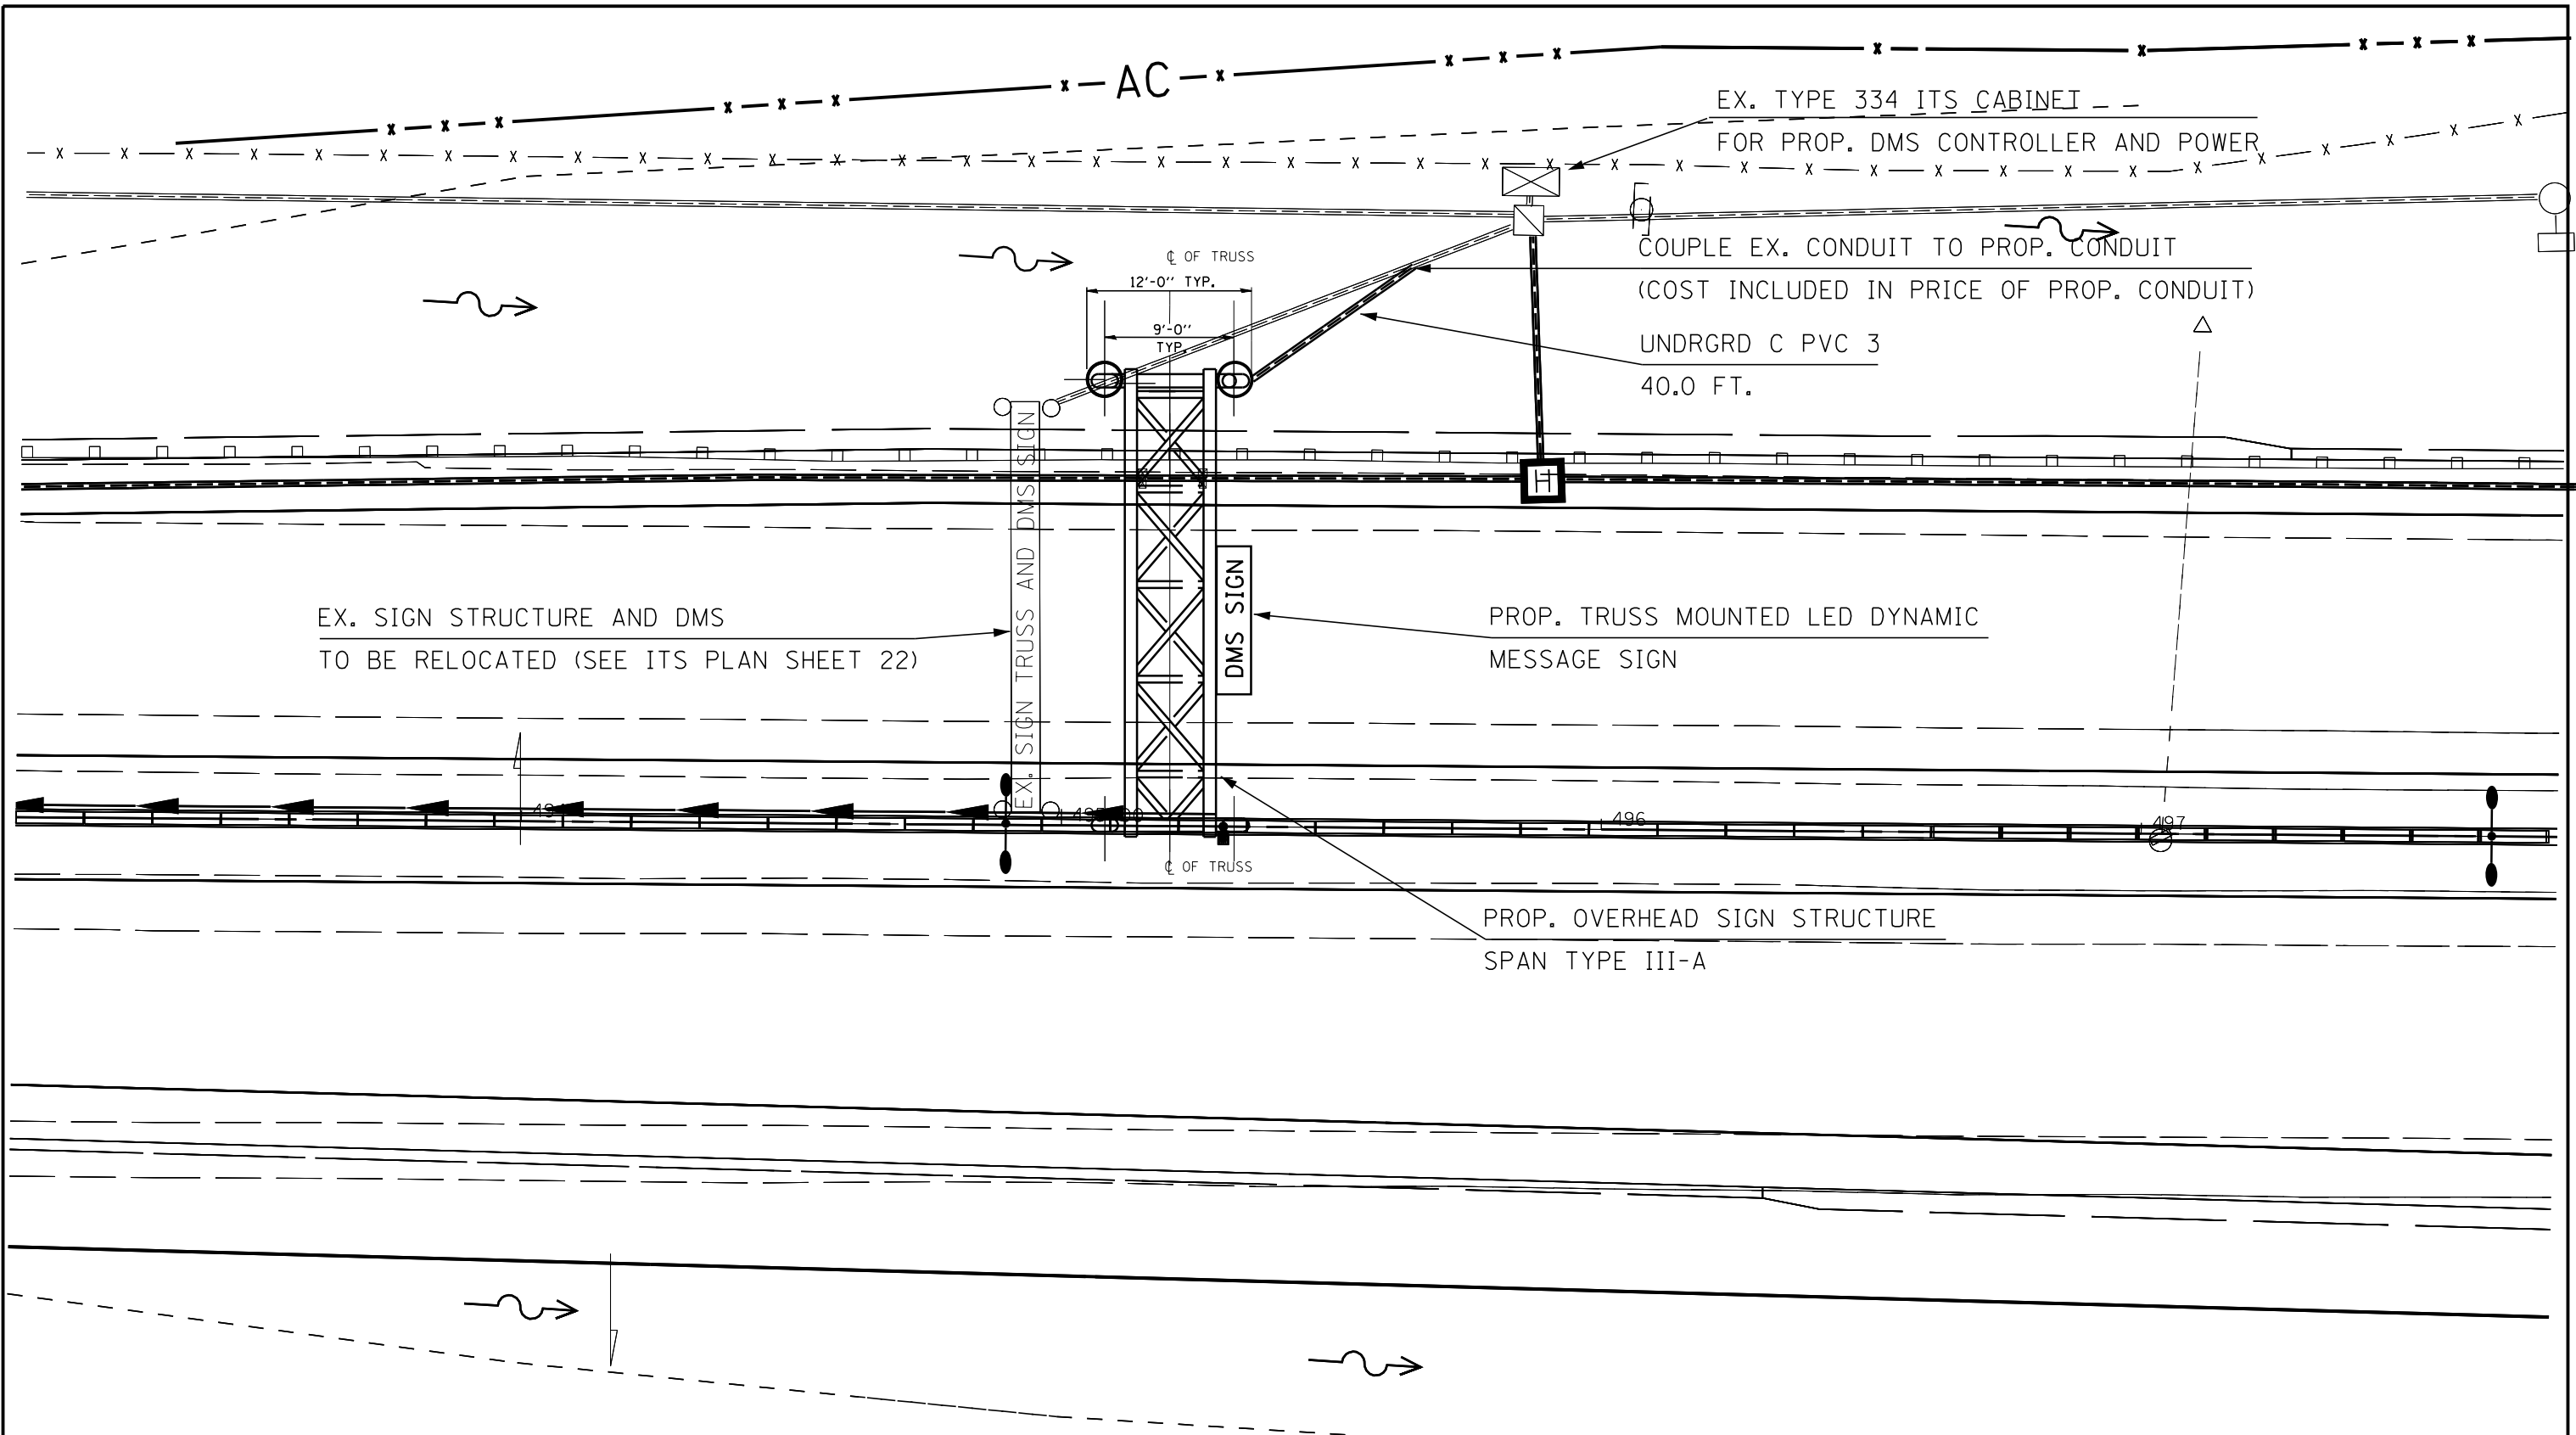 AC
EX. TYPE 334 ITS CABINET
FOR PROP. DMS CONTROLLER AND POWER
COUPLE EX. CONDUIT TO PROP. CONDUIT
(COST INCLUDED IN PRICE OF PROP. CONDUIT)
℄ OF TRUSS
12'-0" TYP.
9'-0"
TYP.
UNDRGRD C PVC 3
40.0 FT.
H
EX. SIGN TRUSS AND DMS SIGN
DMS SIGN
EX. SIGN STRUCTURE AND DMS
TO BE RELOCATED (SEE ITS PLAN SHEET 22)
PROP. TRUSS MOUNTED LED DYNAMIC
MESSAGE SIGN
496
497
℄ OF TRUSS
PROP. OVERHEAD SIGN STRUCTURE
SPAN TYPE III-A